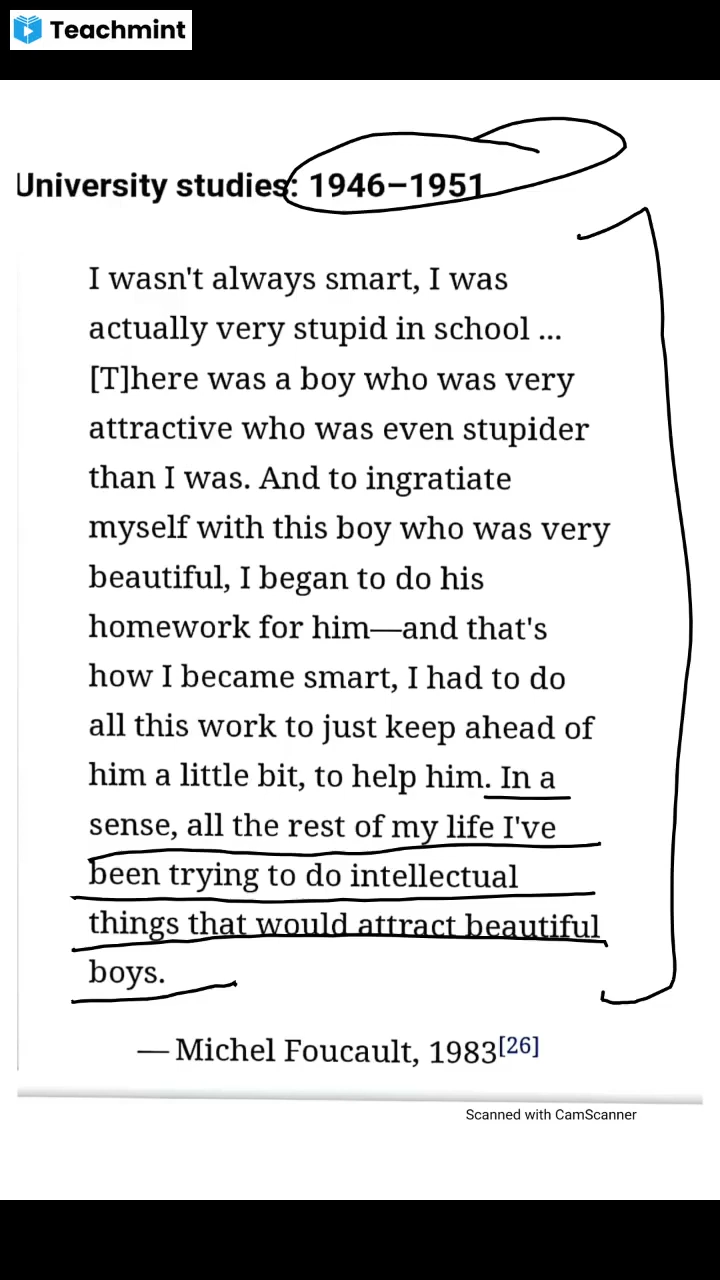 Teachmint
University studies: 1946–1951
I wasn't always smart, I was
actually very stupid in school ...
[T]here was a boy who was very
attractive who was even stupider
than I was. And to ingratiate
myself with this boy who was very
beautiful, I began to do his
homework for him—and that's
how I became smart, I had to do
all this work to just keep ahead of
him a little bit, to help him. In a
sense, all the rest of my life I've
been trying to do intellectual
things that would attract beautiful
boys.
— Michel Foucault, 1983[26]
Scanned with CamScanner